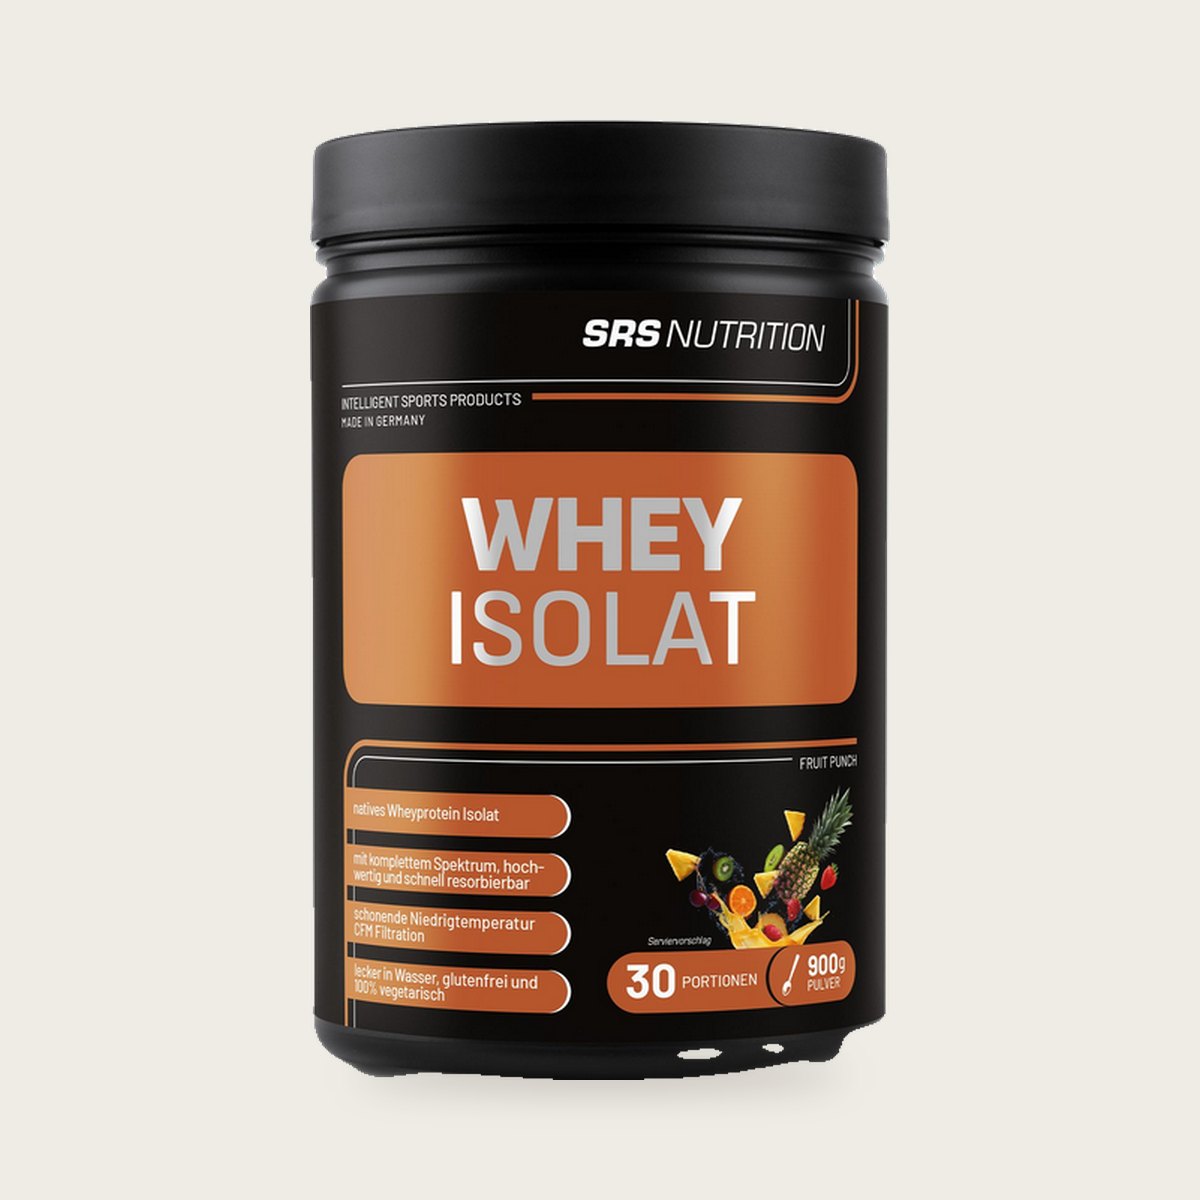 SRS NUTRITION
INTELLIGENT SPORTS PRODUCTS
MADE IN GERMANY
WHEY
ISOLAT
FRUIT PUNCH
natives Wheyprotein Isolat
mit komplettem Spektrum, hoch-
wertig und schnell resorbierbar
schonende Niedrigtemperatur
CFM Filtration
lecker in Wasser, glutenfrei und
100% vegetarisch
Serviervorschlag
30 PORTIONEN
900g
PULVER